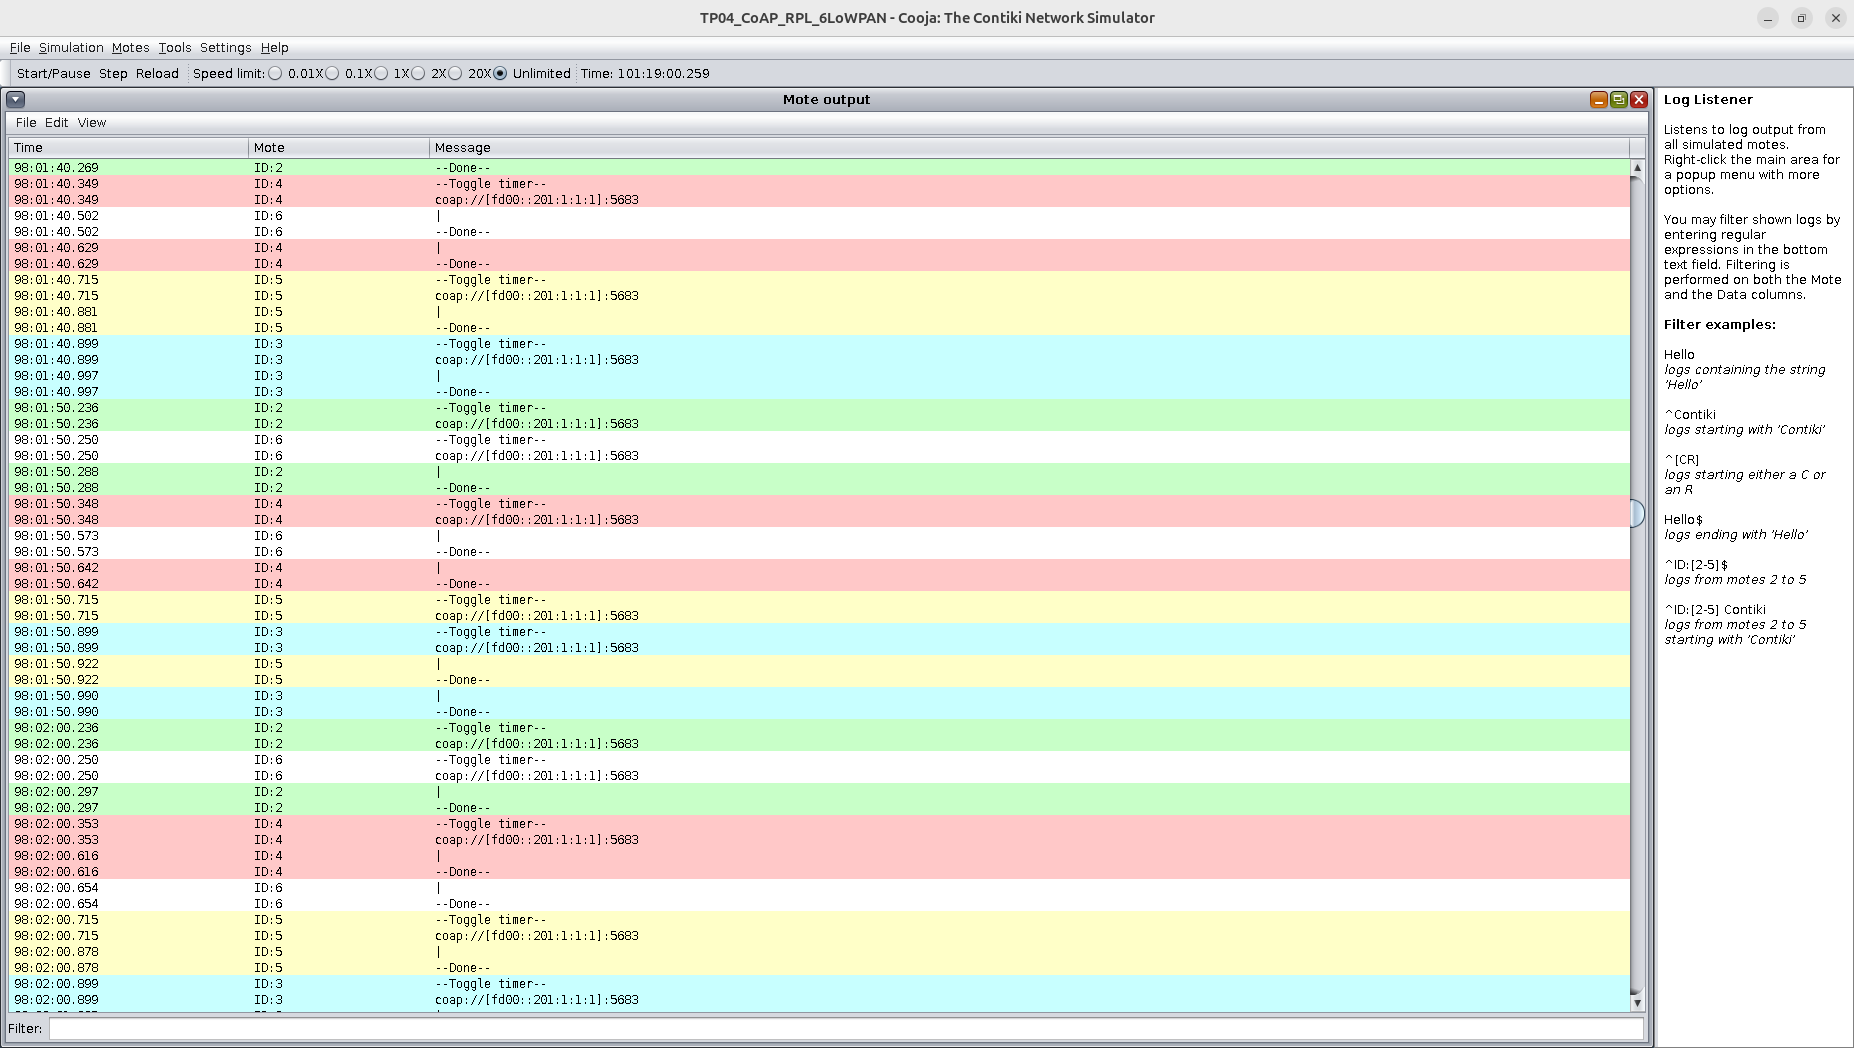 TP04_CoAP_RPL_6LoWPAN - Cooja: The Contiki Network Simulator
File Simulation Motes Tools Settings Help
Start/Pause Step Reload Speed limit: 0.01X 0.1X 1X 2X 20X Unlimited Time: 101:19:00.259
Mote output
File Edit View
Time Mote Message
98:01:40.269 ID:2 --Done--
98:01:40.349 ID:4 --Toggle timer--
98:01:40.349 ID:4 coap://[fd00::201:1:1:1]:5683
98:01:40.502 ID:6 |
98:01:40.502 ID:6 --Done--
98:01:40.629 ID:4 |
98:01:40.629 ID:4 --Done--
98:01:40.715 ID:5 --Toggle timer--
98:01:40.715 ID:5 coap://[fd00::201:1:1:1]:5683
98:01:40.881 ID:5 |
98:01:40.881 ID:5 --Done--
98:01:40.899 ID:3 --Toggle timer--
98:01:40.899 ID:3 coap://[fd00::201:1:1:1]:5683
98:01:40.997 ID:3 |
98:01:40.997 ID:3 --Done--
98:01:50.236 ID:2 --Toggle timer--
98:01:50.236 ID:2 coap://[fd00::201:1:1:1]:5683
98:01:50.250 ID:6 --Toggle timer--
98:01:50.250 ID:6 coap://[fd00::201:1:1:1]:5683
98:01:50.288 ID:2 |
98:01:50.288 ID:2 --Done--
98:01:50.348 ID:4 --Toggle timer--
98:01:50.348 ID:4 coap://[fd00::201:1:1:1]:5683
98:01:50.573 ID:6 |
98:01:50.573 ID:6 --Done--
98:01:50.642 ID:4 |
98:01:50.642 ID:4 --Done--
98:01:50.715 ID:5 --Toggle timer--
98:01:50.715 ID:5 coap://[fd00::201:1:1:1]:5683
98:01:50.899 ID:3 --Toggle timer--
98:01:50.899 ID:3 coap://[fd00::201:1:1:1]:5683
98:01:50.922 ID:5 |
98:01:50.922 ID:5 --Done--
98:01:50.990 ID:3 |
98:01:50.990 ID:3 --Done--
98:02:00.236 ID:2 --Toggle timer--
98:02:00.236 ID:2 coap://[fd00::201:1:1:1]:5683
98:02:00.250 ID:6 --Toggle timer--
98:02:00.250 ID:6 coap://[fd00::201:1:1:1]:5683
98:02:00.297 ID:2 |
98:02:00.297 ID:2 --Done--
98:02:00.353 ID:4 --Toggle timer--
98:02:00.353 ID:4 coap://[fd00::201:1:1:1]:5683
98:02:00.616 ID:4 |
98:02:00.616 ID:4 --Done--
98:02:00.654 ID:6 |
98:02:00.654 ID:6 --Done--
98:02:00.715 ID:5 --Toggle timer--
98:02:00.715 ID:5 coap://[fd00::201:1:1:1]:5683
98:02:00.878 ID:5 |
98:02:00.878 ID:5 --Done--
98:02:00.899 ID:3 --Toggle timer--
98:02:00.899 ID:3 coap://[fd00::201:1:1:1]:5683
Filter:
Log Listener
Listens to log output from
all simulated motes.
Right-click the main area for
a popup menu with more
options.
You may filter shown logs by
entering regular
expressions in the bottom
text field. Filtering is
performed on both the Mote
and the Data columns.
Filter examples:
Hello
logs containing the string
'Hello'
^Contiki
logs starting with 'Contiki'
^[CR]
logs starting either a C or
an R
Hello$
logs ending with 'Hello'
^ID:[2-5]$
logs from motes 2 to 5
^ID:[2-5] Contiki
logs from motes 2 to 5
starting with 'Contiki'